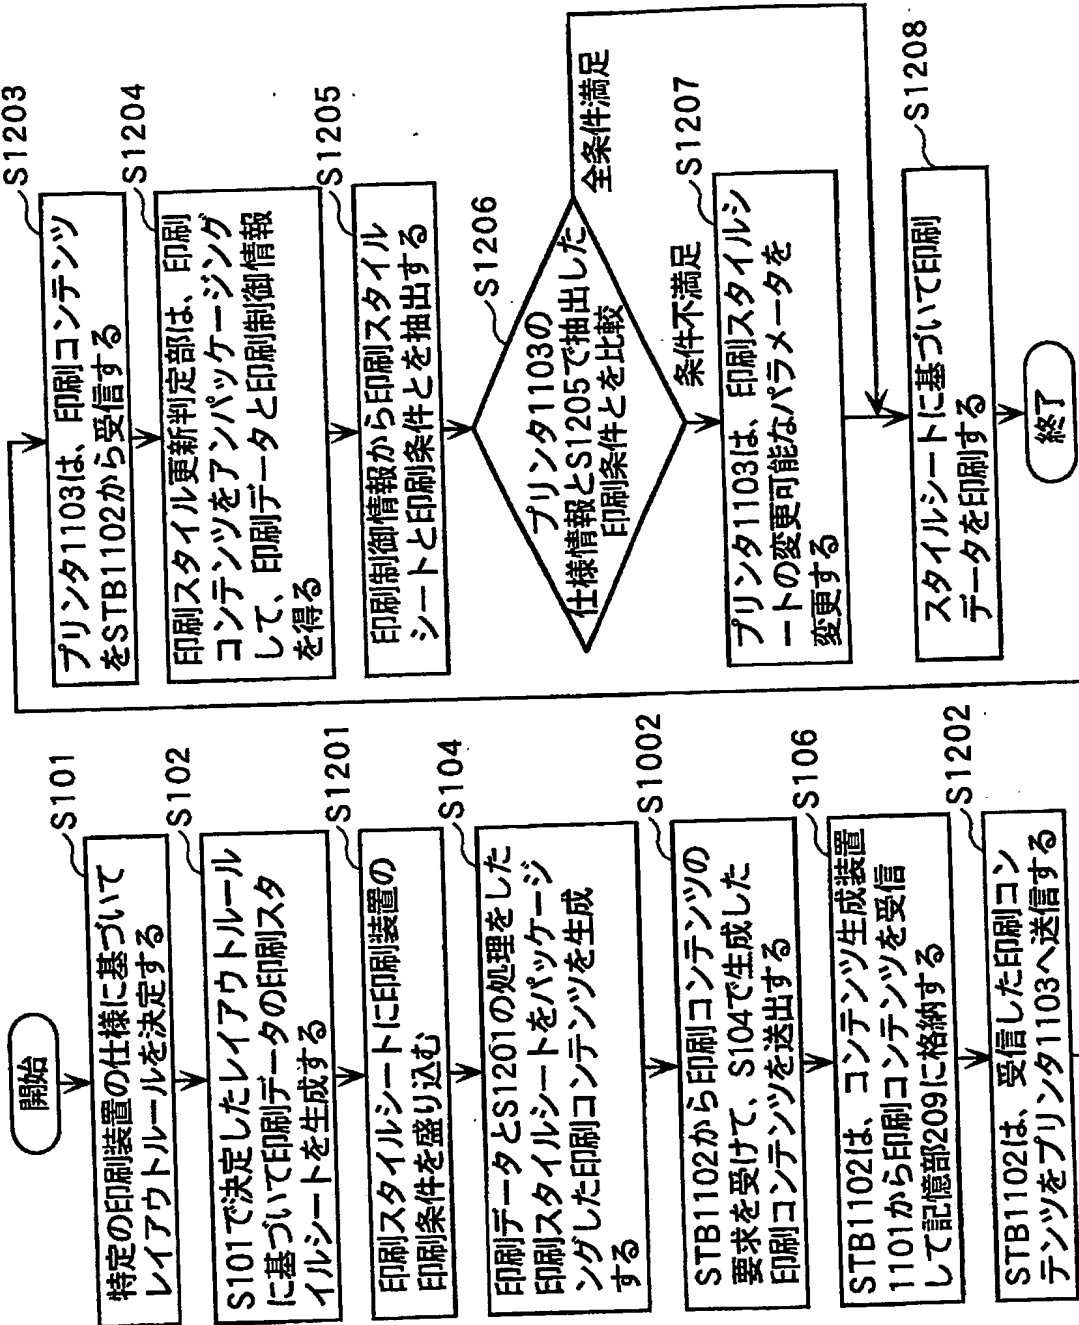 開始
S101
特定の印刷装置の仕様に基づいて
レイアウトルールを決定する
S102
S101で決定したレイアウトルール
に基づいて印刷データの印刷スタ
イルシートを生成する
S1201
印刷スタイルシートに印刷装置の
印刷条件を盛り込む
S104
印刷データとS1201の処理をした
印刷スタイルシートをパッケージ
ングした印刷コンテンツを生成
する
S1002
STB1102から印刷コンテンツの
要求を受けて、S104で生成した
印刷コンテンツを送出する
S106
STB1102は、コンテンツ生成装置
1101から印刷コンテンツを受信
して記憶部209に格納する
S1202
STB1102は、受信した印刷コン
テンツをプリンタ1103へ送信する
S1203
プリンタ1103は、印刷コンテンツ
をSTB1102から受信する
S1204
印刷スタイル更新判定部は、印刷
コンテンツをアンパッケージング
して、印刷データと印刷制御情報
を得る
S1205
印刷制御情報から印刷スタイル
シートと印刷条件とを抽出する
S1206
プリンタ1103の
仕様情報とS1205で抽出した
印刷条件とを比較
全条件満足
条件不満足
S1207
プリンタ1103は、印刷スタイルシ
ートの変更可能なパラメータを
変更する
S1208
スタイルシートに基づいて印刷
データを印刷する
終了